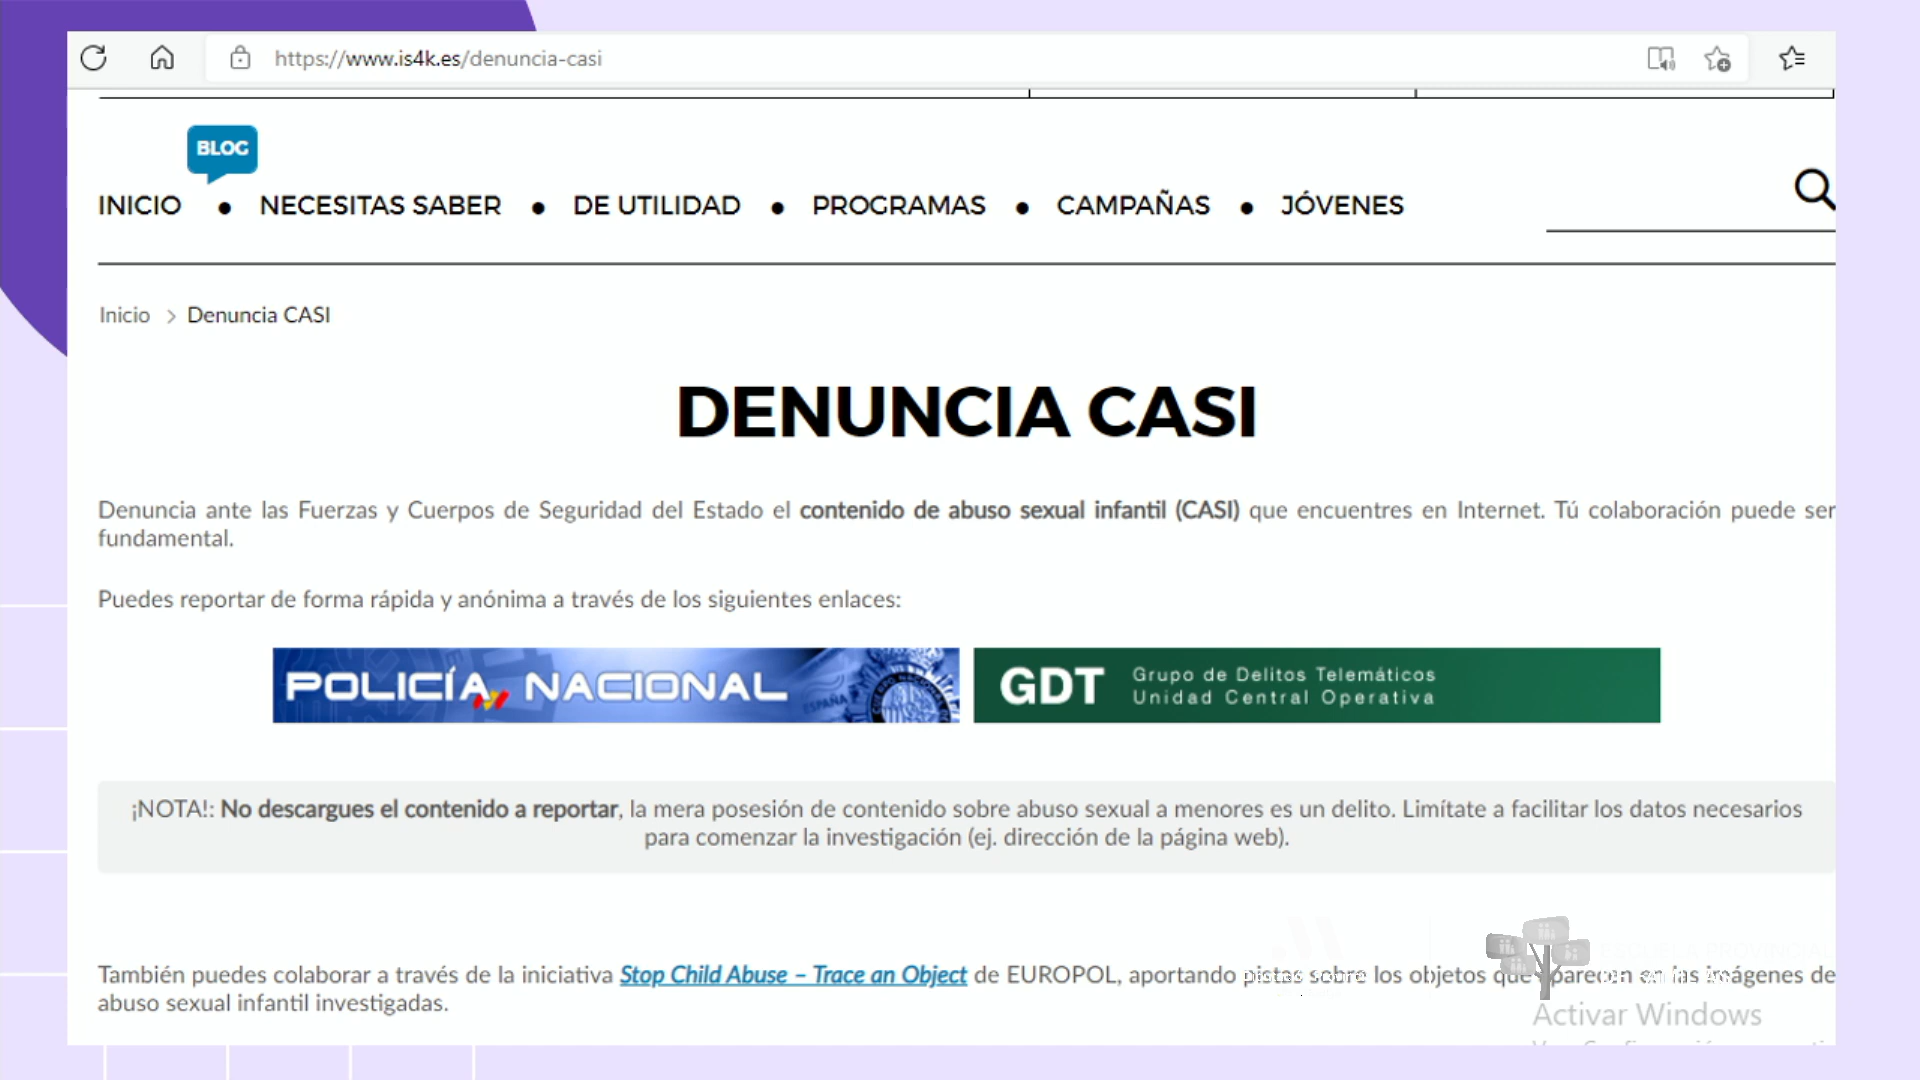 https://www.is4k.es/denuncia-casi
BLOG
INICIO • NECESITAS SABER • DE UTILIDAD • PROGRAMAS • CAMPAÑAS • JÓVENES
Inicio > Denuncia CASI
DENUNCIA CASI
Denuncia ante las Fuerzas y Cuerpos de Seguridad del Estado el contenido de abuso sexual infantil (CASI) que encuentres en Internet. Tú colaboración puede ser
fundamental.
Puedes reportar de forma rápida y anónima a través de los siguientes enlaces:
POLICÍA NACIONAL
ESPAÑA
GDT Grupo de Delitos Telemáticos
Unidad Central Operativa
¡NOTA!: No descargues el contenido a reportar, la mera posesión de contenido sobre abuso sexual a menores es un delito. Limítate a facilitar los datos necesarios
para comenzar la investigación (ej. dirección de la página web).
También puedes colaborar a través de la iniciativa Stop Child Abuse – Trace an Object de EUROPOL, aportando pistas sobre los objetos que aparecen en las imágenes de
abuso sexual infantil investigadas.
Activar Windows